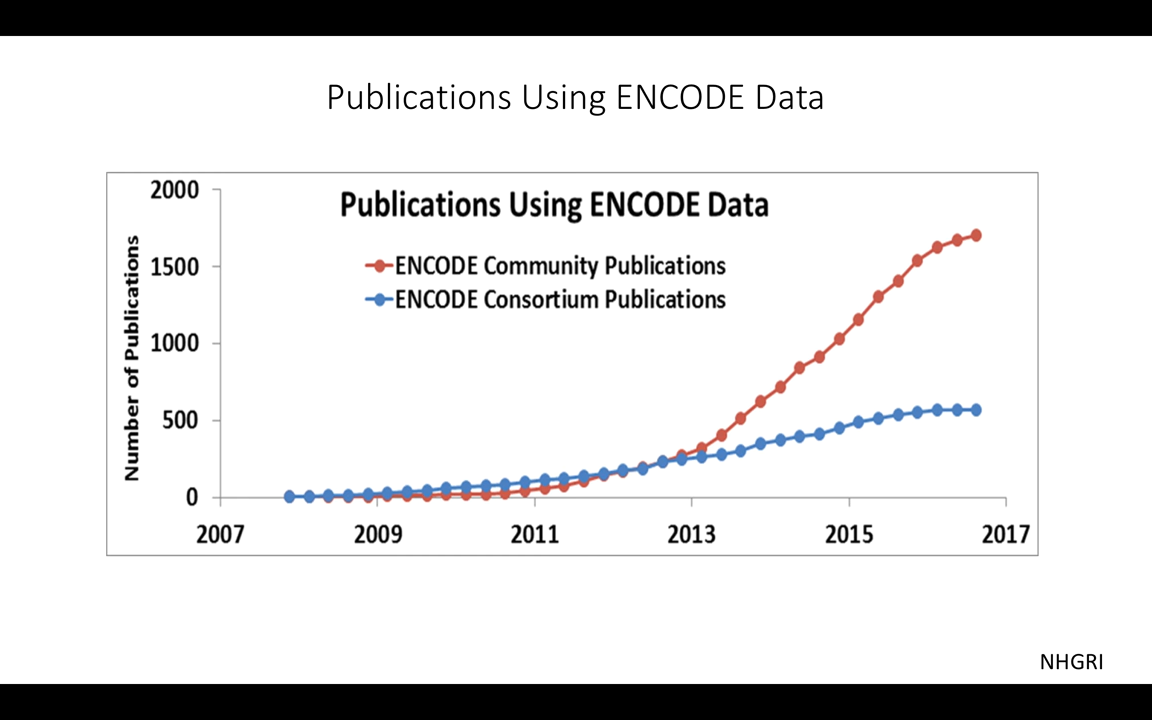 Publications Using ENCODE Data
Publications Using ENCODE Data
ENCODE Community Publications
ENCODE Consortium Publications
Number of Publications
2000
1500
1000
500
0
2007 2009 2011 2013 2015 2017
NHGRI